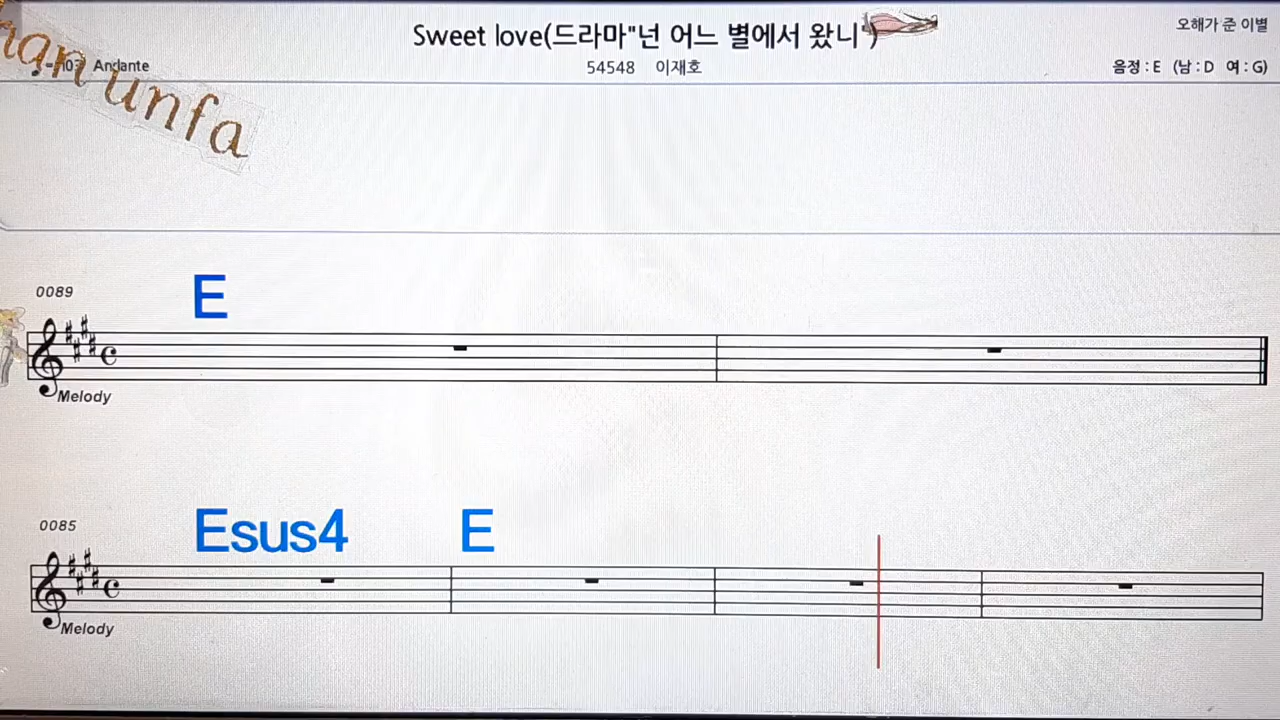 Sweet love(드라마"넌 어느 별에서 왔니")
오해가 준 이별
Andante
54548 이재호
음정 : E (남 : D 여 : G)
unfa
0089
E
Melody
0085
Esus4 E
Melody